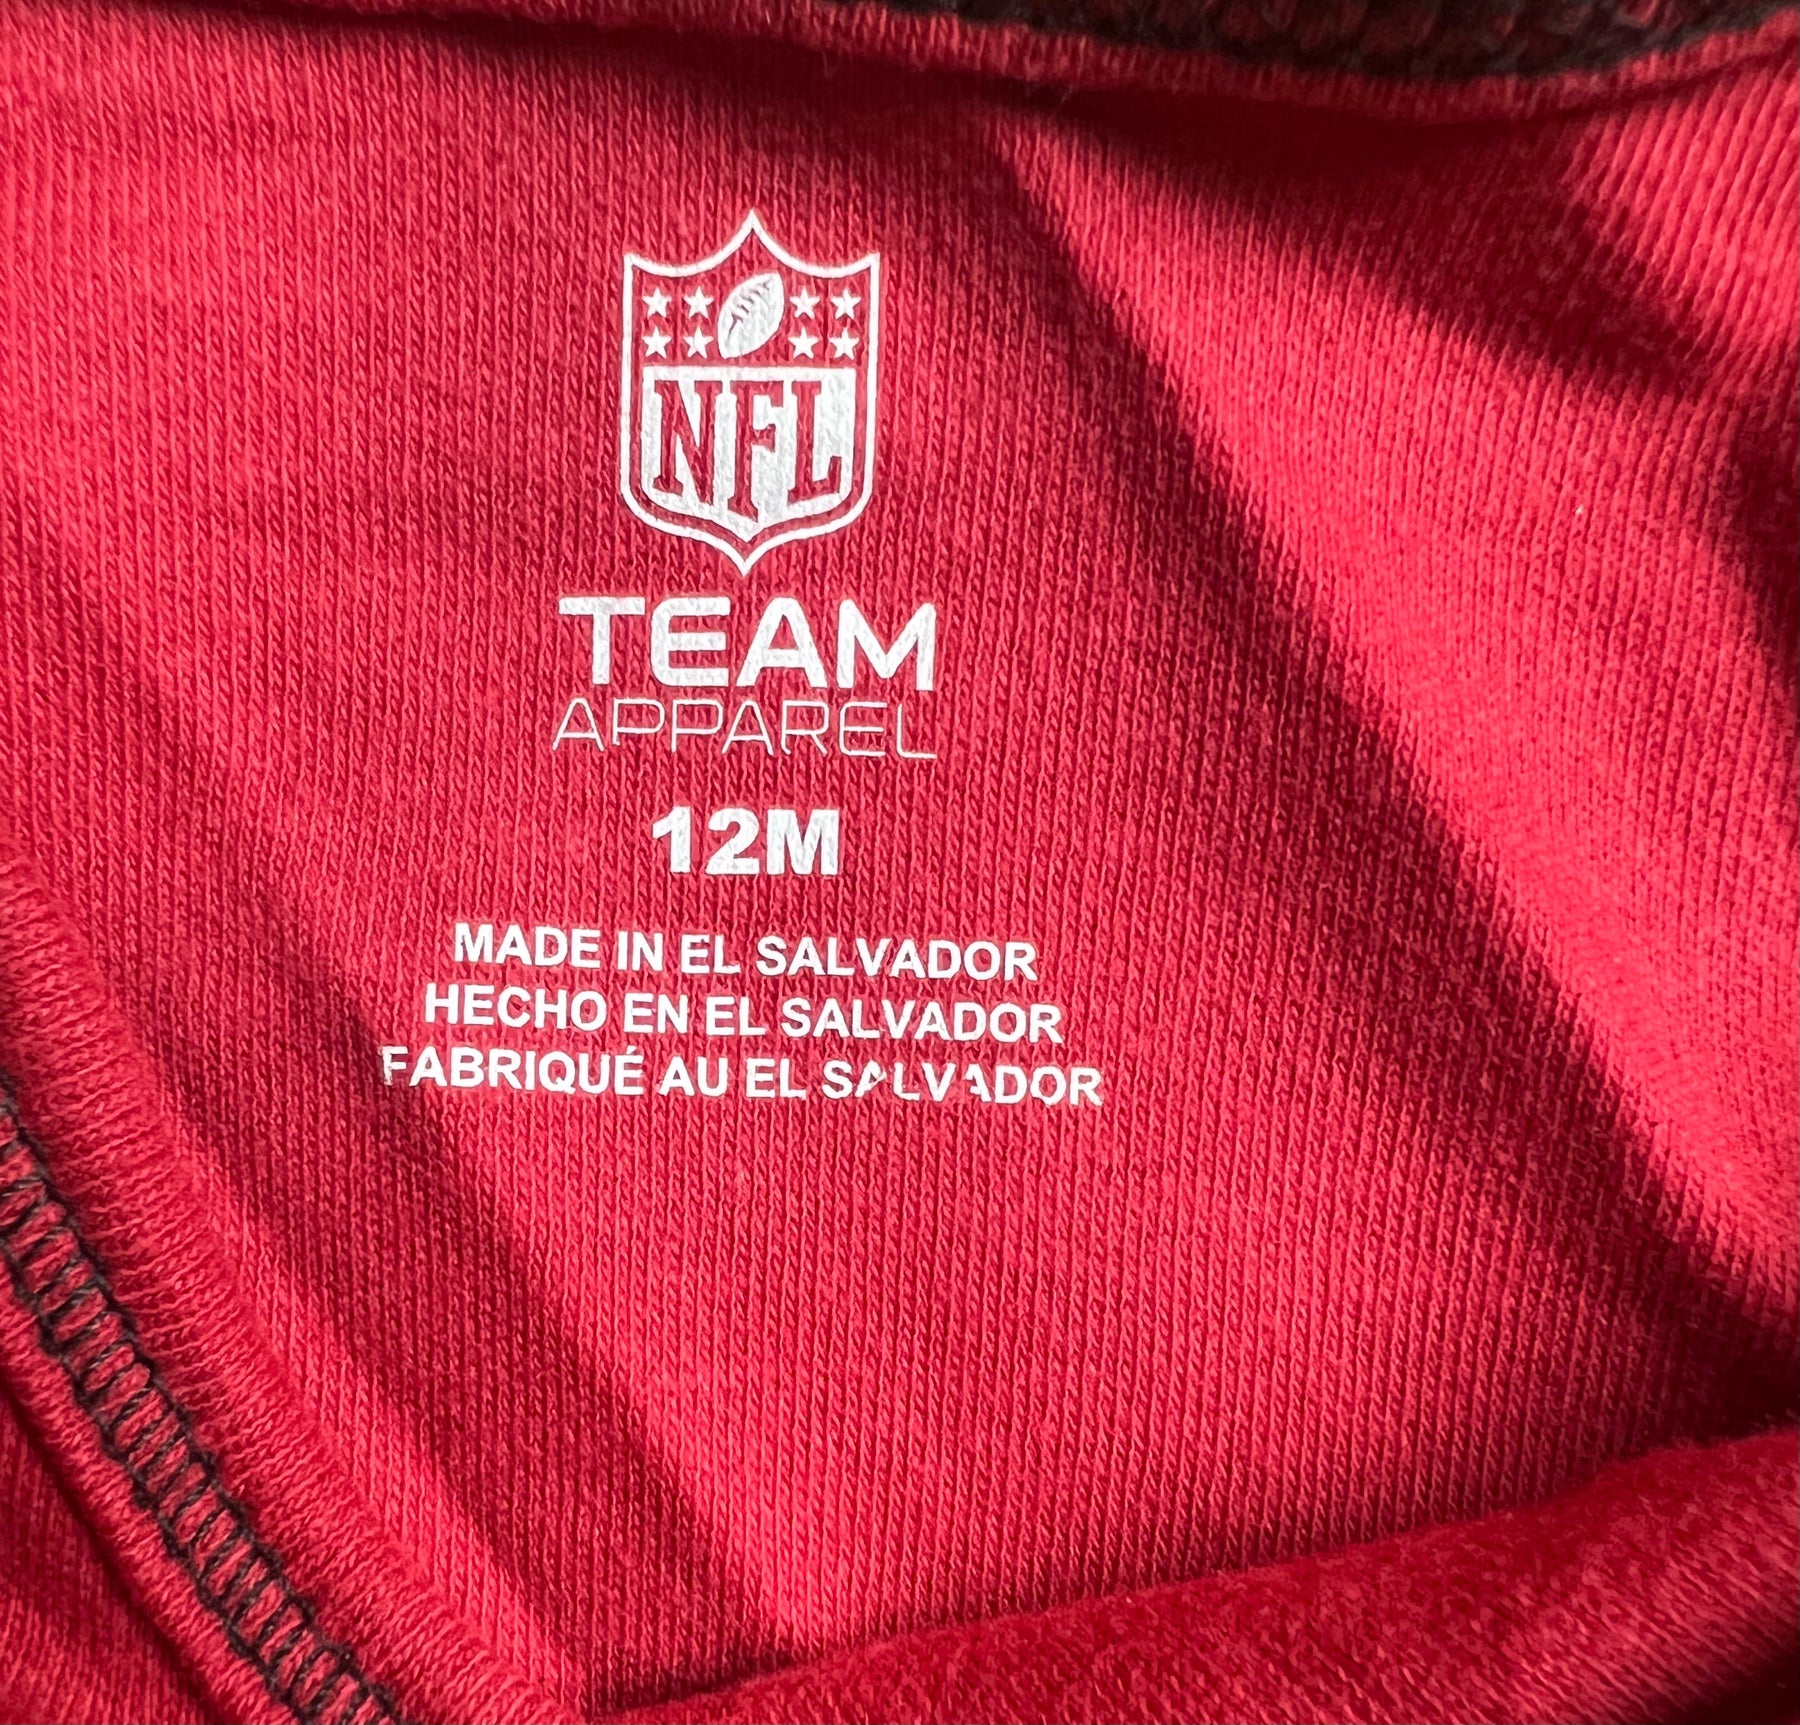 NFL
TEAM
APPAREL
12M
MADE IN EL SALVADOR
HECHO EN EL SALVADOR
FABRIQUÉ AU EL SALVADOR